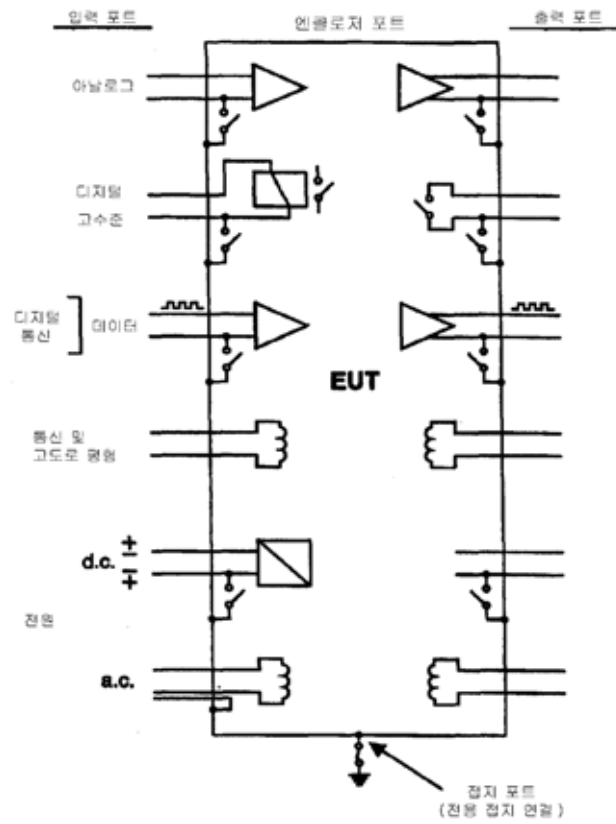 입력 포트
엔클로저 포트
출력 포트
아날로그
디지털
고수준
디지털
통신
데이터
EUT
통신 및
고도로 평형
d.c.
전원
a.c.
접지 포트
(전용 접지 연결)